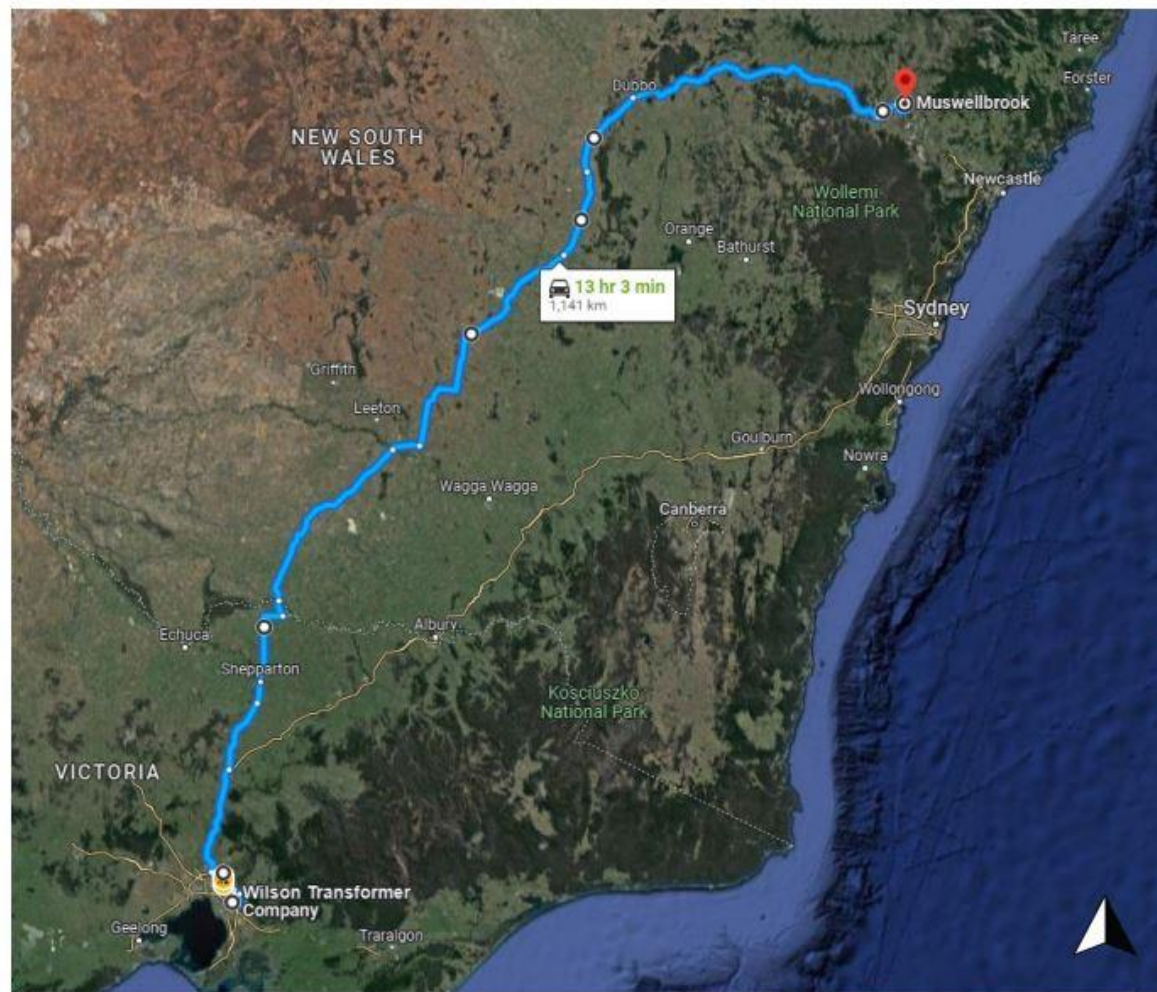 Taree
Forster
Dubbo
Muswellbrook
NEW SOUTH
WALES
Newcastle
Wollemi
National Park
Orange
Bathurst
13 hr 3 min
1,141 km
Sydney
Griffith
Wollongong
Leeton
Goulburn
Nowra
Wagga Wagga
Canberra
Echuca
Albury
Shepparton
Kosciuszko
National Park
VICTORIA
Wilson Transformer
Company
Geelong
Traralgon